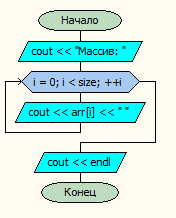 Начало
cout << "Массив: "
i = 0; i < size; ++i
cout << arr[i] << " "
cout << endl
Конец